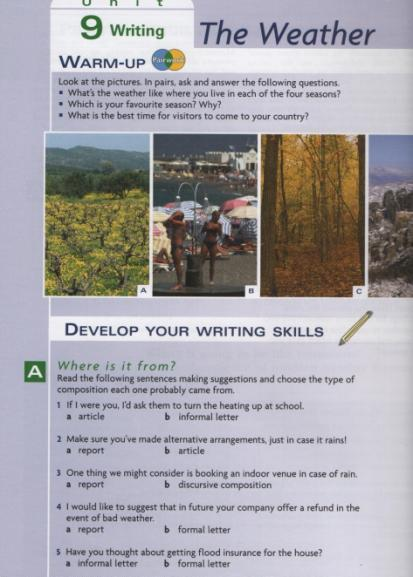 Unit
9 Writing
The Weather
WARM-UP Pairwork
Look at the pictures. In pairs, ask and answer the following questions.
▪ What's the weather like where you live in each of the four seasons?
▪ Which is your favourite season? Why?
▪ What is the best time for visitors to come to your country?
A
B
C
DEVELOP YOUR WRITING SKILLS
A
Where is it from?
Read the following sentences making suggestions and choose the type of
composition each one probably came from.
1 If I were you, I'd ask them to turn the heating up at school.
a article b informal letter
2 Make sure you've made alternative arrangements, just in case it rains!
a report b article
3 One thing we might consider is booking an indoor venue in case of rain.
a report b discursive composition
4 I would like to suggest that in future your company offer a refund in the
event of bad weather.
a report b formal letter
5 Have you thought about getting flood insurance for the house?
a informal letter b formal letter